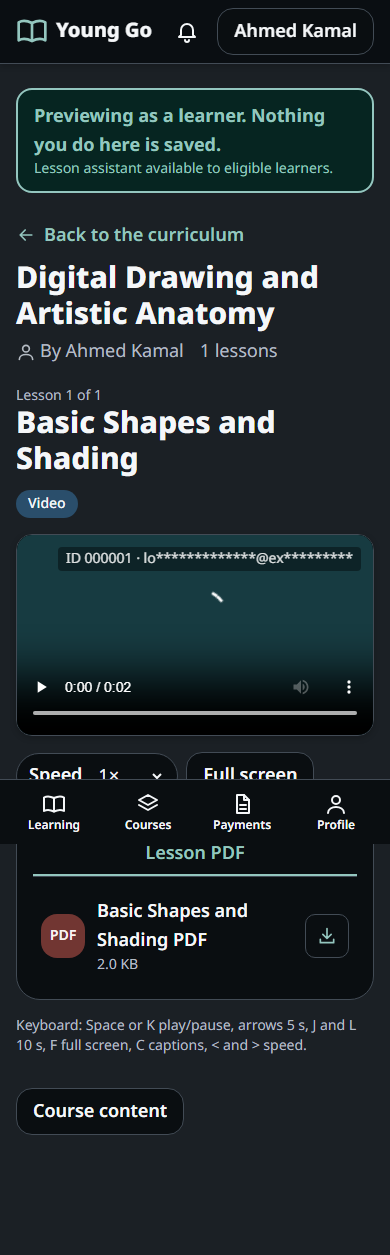 Young Go
Ahmed Kamal
Previewing as a learner. Nothing
you do here is saved.
Lesson assistant available to eligible learners.
← Back to the curriculum
Digital Drawing and
Artistic Anatomy
By Ahmed Kamal 1 lessons
Lesson 1 of 1
Basic Shapes and
Shading
Video
ID 000001 · lo*************@ex*********
0:00 / 0:02
Speed 1× Full screen
Learning Courses Payments Profile
Lesson PDF
PDF
Basic Shapes and
Shading PDF
2.0 KB
Keyboard: Space or K play/pause, arrows 5 s, J and L
10 s, F full screen, C captions, < and > speed.
Course content